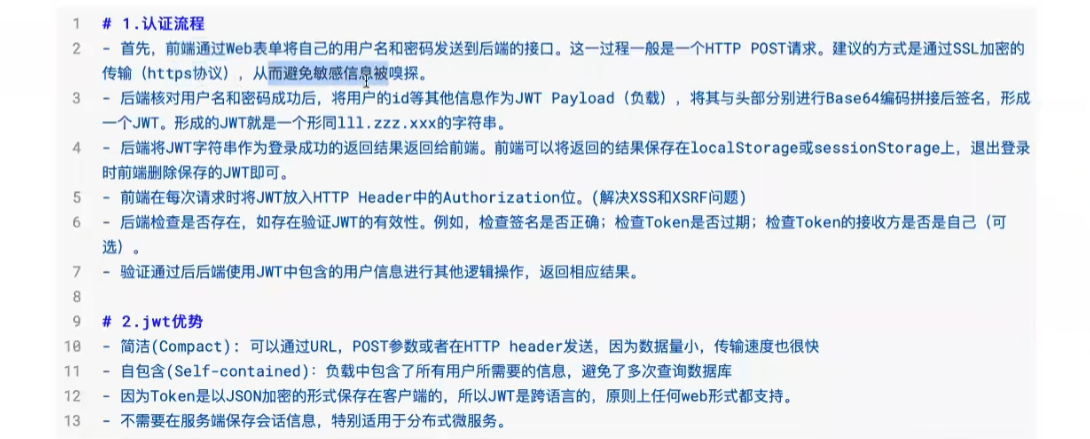 1 # 1.认证流程
2 - 首先，前端通过Web表单将自己的用户名和密码发送到后端的接口。这一过程一般是一个HTTP POST请求。建议的方式是通过SSL加密的
传输（https协议），从而避免敏感信息被嗅探。
3 - 后端核对用户名和密码成功后，将用户的id等其他信息作为JWT Payload（负载），将其与头部分别进行Base64编码拼接后签名，形成
一个JWT。形成的JWT就是一个形同lll.zzz.xxx的字符串。
4 - 后端将JWT字符串作为登录成功的返回结果返回给前端。前端可以将返回的结果保存在localStorage或sessionStorage上，退出登录
时前端删除保存的JWT即可。
5 - 前端在每次请求时将JWT放入HTTP Header中的Authorization位。(解决XSS和XSRF问题)
6 - 后端检查是否存在，如存在验证JWT的有效性。例如，检查签名是否正确；检查Token是否过期；检查Token的接收方是否是自己（可
选）。
7 - 验证通过后后端使用JWT中包含的用户信息进行其他逻辑操作，返回相应结果。
8
9 # 2.jwt优势
10 - 简洁(Compact): 可以通过URL，POST参数或者在HTTP header发送，因为数据量小，传输速度也很快
11 - 自包含(Self-contained)：负载中包含了所有用户所需要的信息，避免了多次查询数据库
12 - 因为Token是以JSON加密的形式保存在客户端的，所以JWT是跨语言的，原则上任何web形式都支持。
13 - 不需要在服务端保存会话信息，特别适用于分布式微服务。